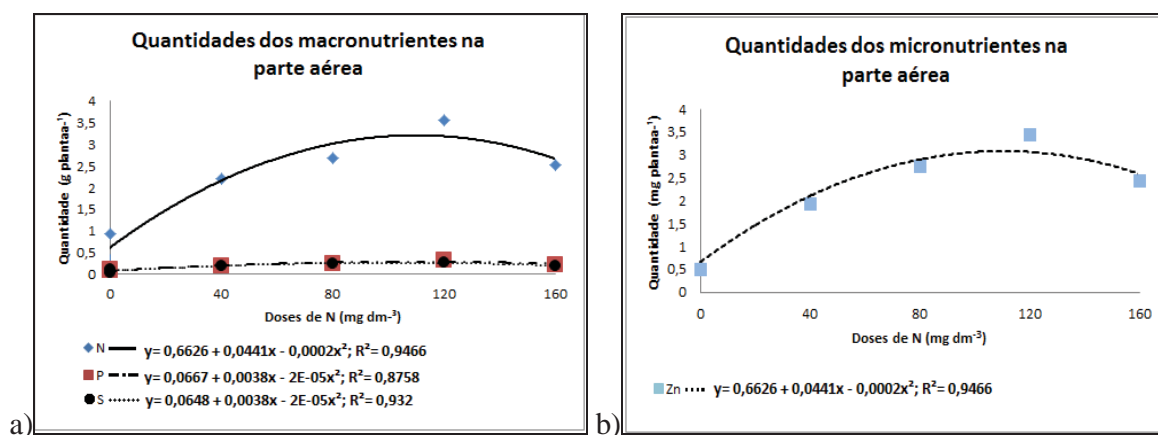 Quantidades dos macronutrientes na
parte aérea
Quantidade (g plantaa-¹)
4
3,5
3
2,5
2
1,5
1
0,5
0
0 40 80 120 160
Doses de N (mg dm-³)
N y= 0,6626 + 0,0441x - 0,0002x²; R²= 0,9466
P y= 0,0667 + 0,0038x - 2E-05x²; R²= 0,8758
S y= 0,0648 + 0,0038x - 2E-05x²; R²= 0,932
a)
Quantidades dos micronutrientes na
parte aérea
Quantidade (mg plantaa-¹)
4
3,5
3
2,5
2
1,5
1
0,5
0
0 40 80 120 160
Doses de N (mg dm-³)
Zn y= 0,6626 + 0,0441x - 0,0002x²; R²= 0,9466
b)